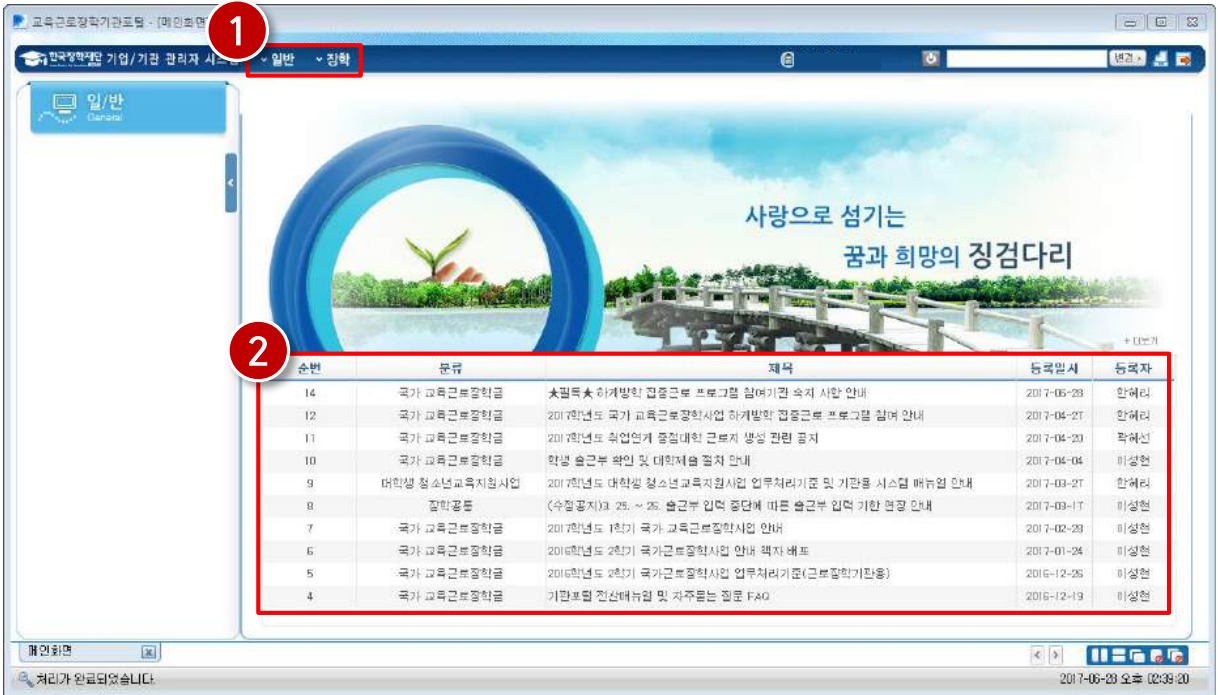 교육근로장학기관포털 - [메인화면]
1
한국장학재단 기업/기관 관리자 시스템 일반 장학 변경
일/반
General
사랑으로 섬기는
꿈과 희망의 징검다리
+ 더보기
2
순번 분류 제목 등록일시 등록자
14 국가 교육근로장학금 ★필독★ 하계방학 집중근로 프로그램 참여기관 숙지 사항 안내 2017-06-28 한혜리
12 국가 교육근로장학금 2017학년도 국가 교육근로장학사업 하계방학 집중근로 프로그램 참여 안내 2017-04-27 한혜리
11 국가 교육근로장학금 2017학년도 취업연계 중점대학 근로지 생성 관련 공지 2017-04-20 곽혜선
10 국가 교육근로장학금 학생 출근부 확인 및 대학제출 절차 안내 2017-04-04 이성현
9 대학생 청소년교육지원사업 2017학년도 대학생 청소년교육지원사업 업무처리기준 및 기관용 시스템 매뉴얼 안내 2017-03-27 한혜리
8 장학공통 (수정공지)3. 25. ~ 26. 출근부 입력 중단에 따른 출근부 입력 기한 연장 안내 2017-03-17 이성현
7 국가 교육근로장학금 2017학년도 1학기 국가 교육근로장학사업 안내 2017-02-28 이성현
6 국가 교육근로장학금 2016학년도 2학기 국가근로장학사업 안내 책자 배포 2017-01-24 이성현
5 국가 교육근로장학금 2016학년도 2학기 국가근로장학사업 업무처리기준(근로장학기관용) 2016-12-26 이성현
4 국가 교육근로장학금 기관포털 전산매뉴얼 및 자주묻는 질문 FAQ 2016-12-19 이성현
메인화면
처리가 완료되었습니다. 2017-06-28 오후 02:39:20